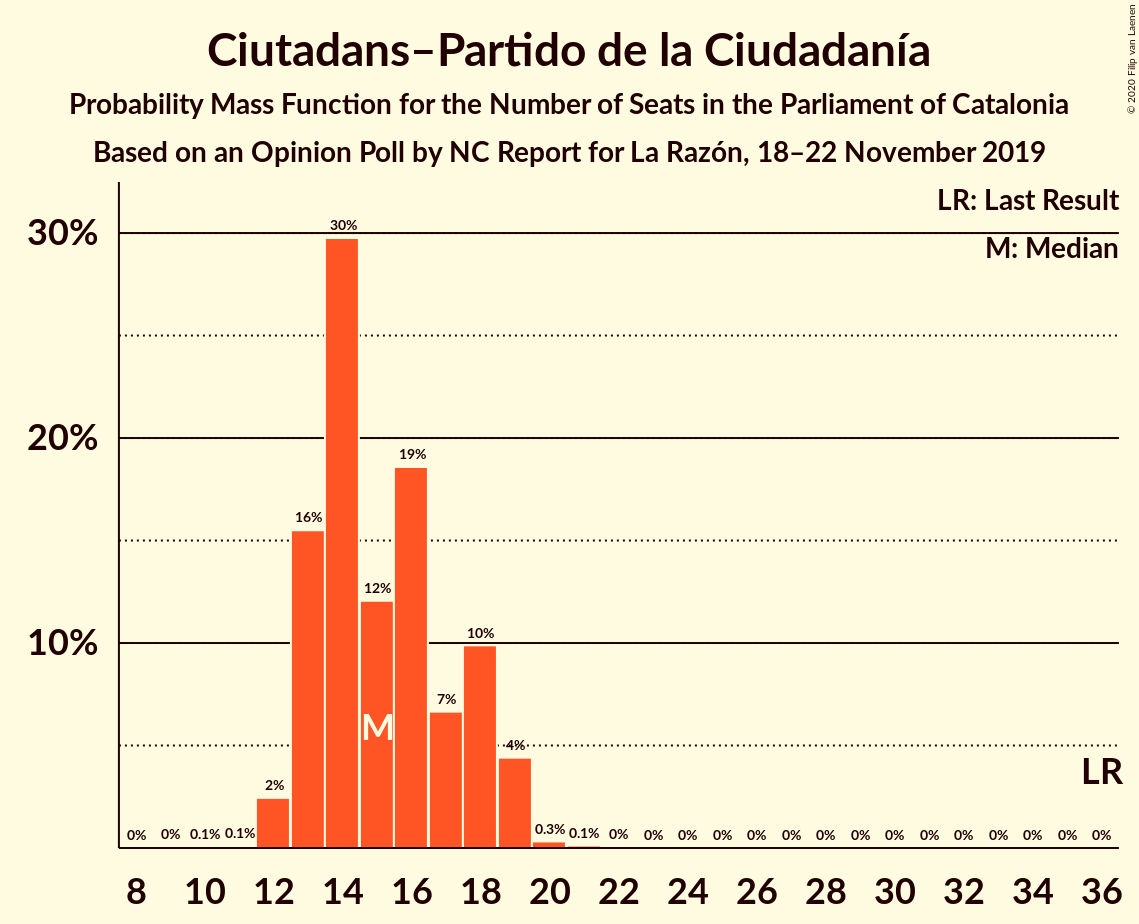 Ciutadans–Partido de la Ciudadanía
Probability Mass Function for the Number of Seats in the Parliament of Catalonia
Based on an Opinion Poll by NC Report for La Razón, 18–22 November 2019
© 2020 Filip van Laenen
LR: Last Result
M: Median
30%
20%
10%
0% 0% 0.1% 0.1% 2% 16% 30% 12% 19% 7% 10% 4% 0.3% 0.1% 0% 0% 0% 0% 0% 0% 0% 0% 0% 0% 0% 0% 0% 0% 0%
M
LR
8 10 12 14 16 18 20 22 24 26 28 30 32 34 36